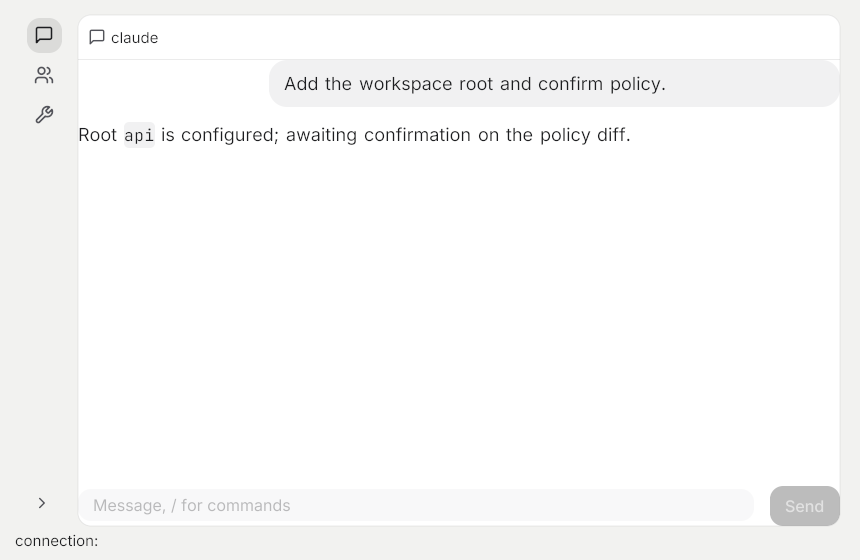 claude
Add the workspace root and confirm policy.
Root api is configured; awaiting confirmation on the policy diff.
Message, / for commands
Send
connection: